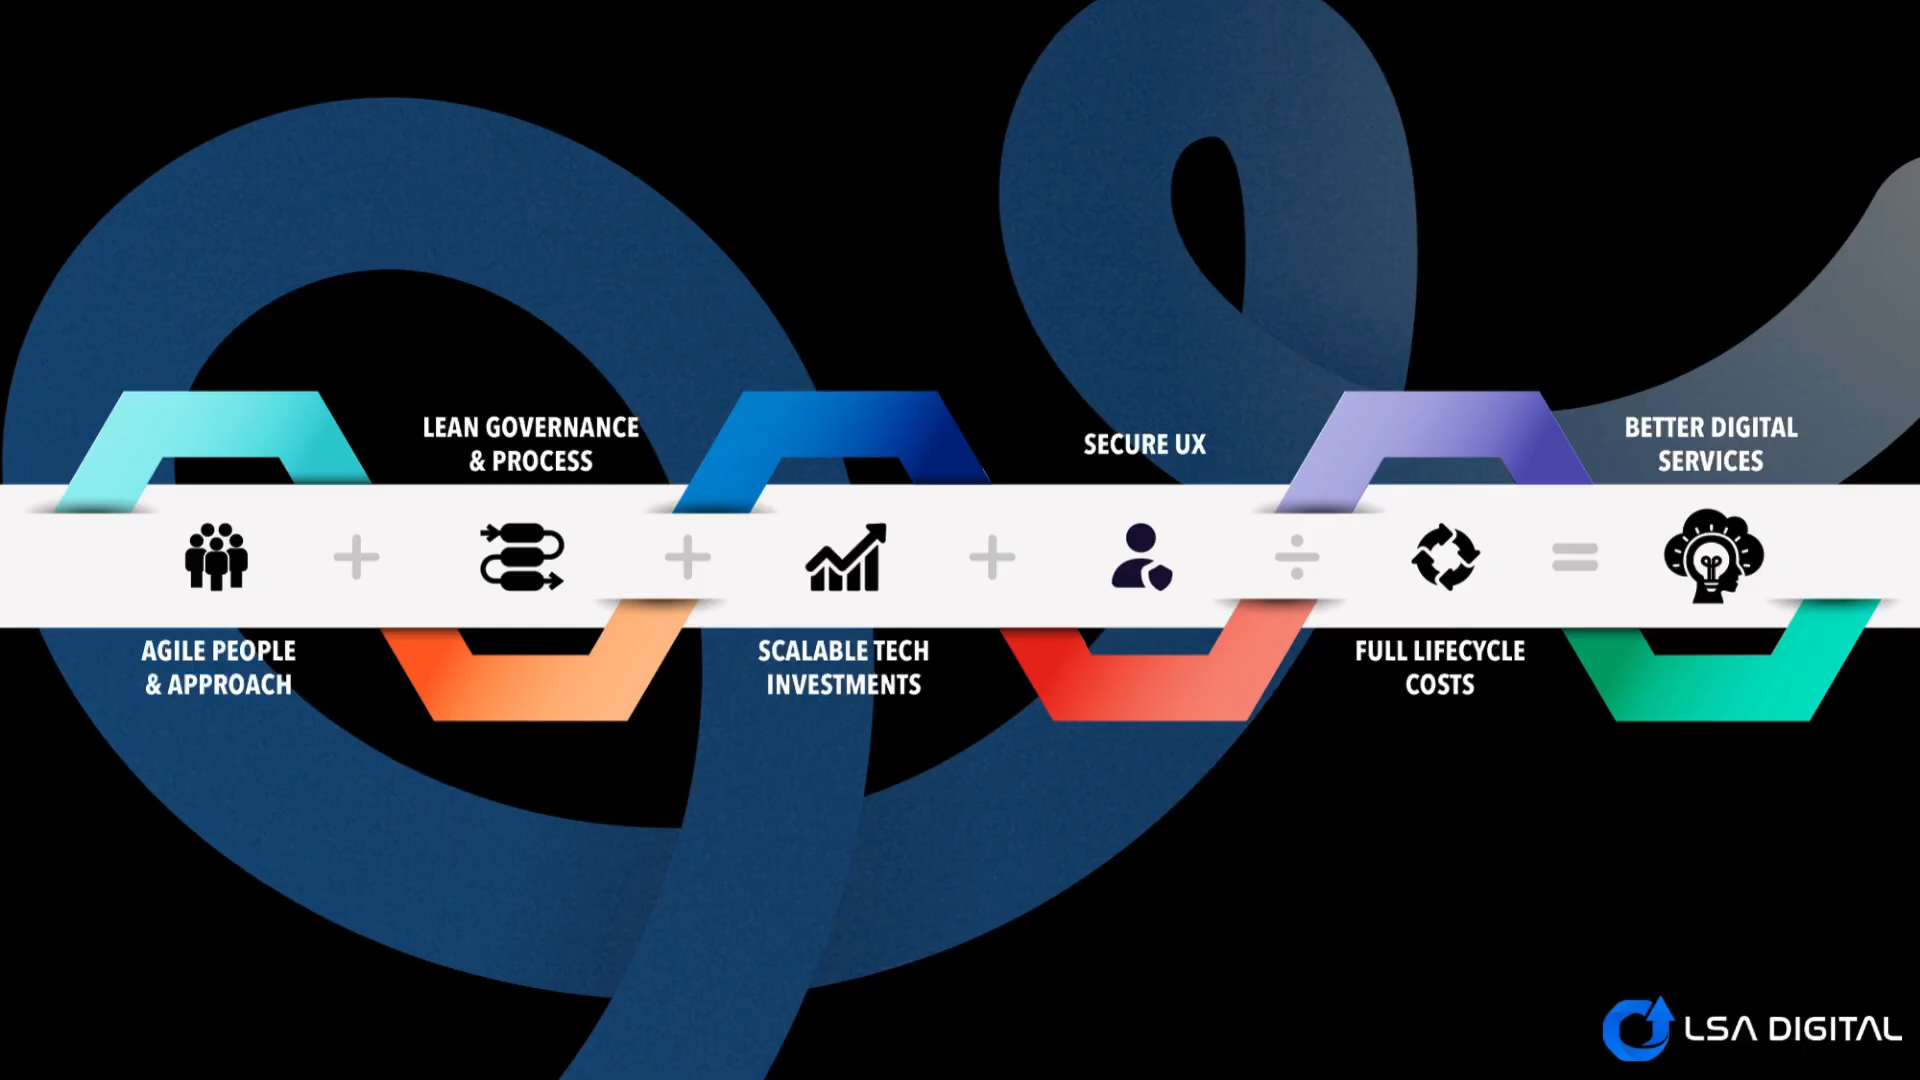 LEAN GOVERNANCE
& PROCESS
SECURE UX
BETTER DIGITAL
SERVICES
AGILE PEOPLE
& APPROACH
SCALABLE TECH
INVESTMENTS
FULL LIFECYCLE
COSTS
LSA DIGITAL